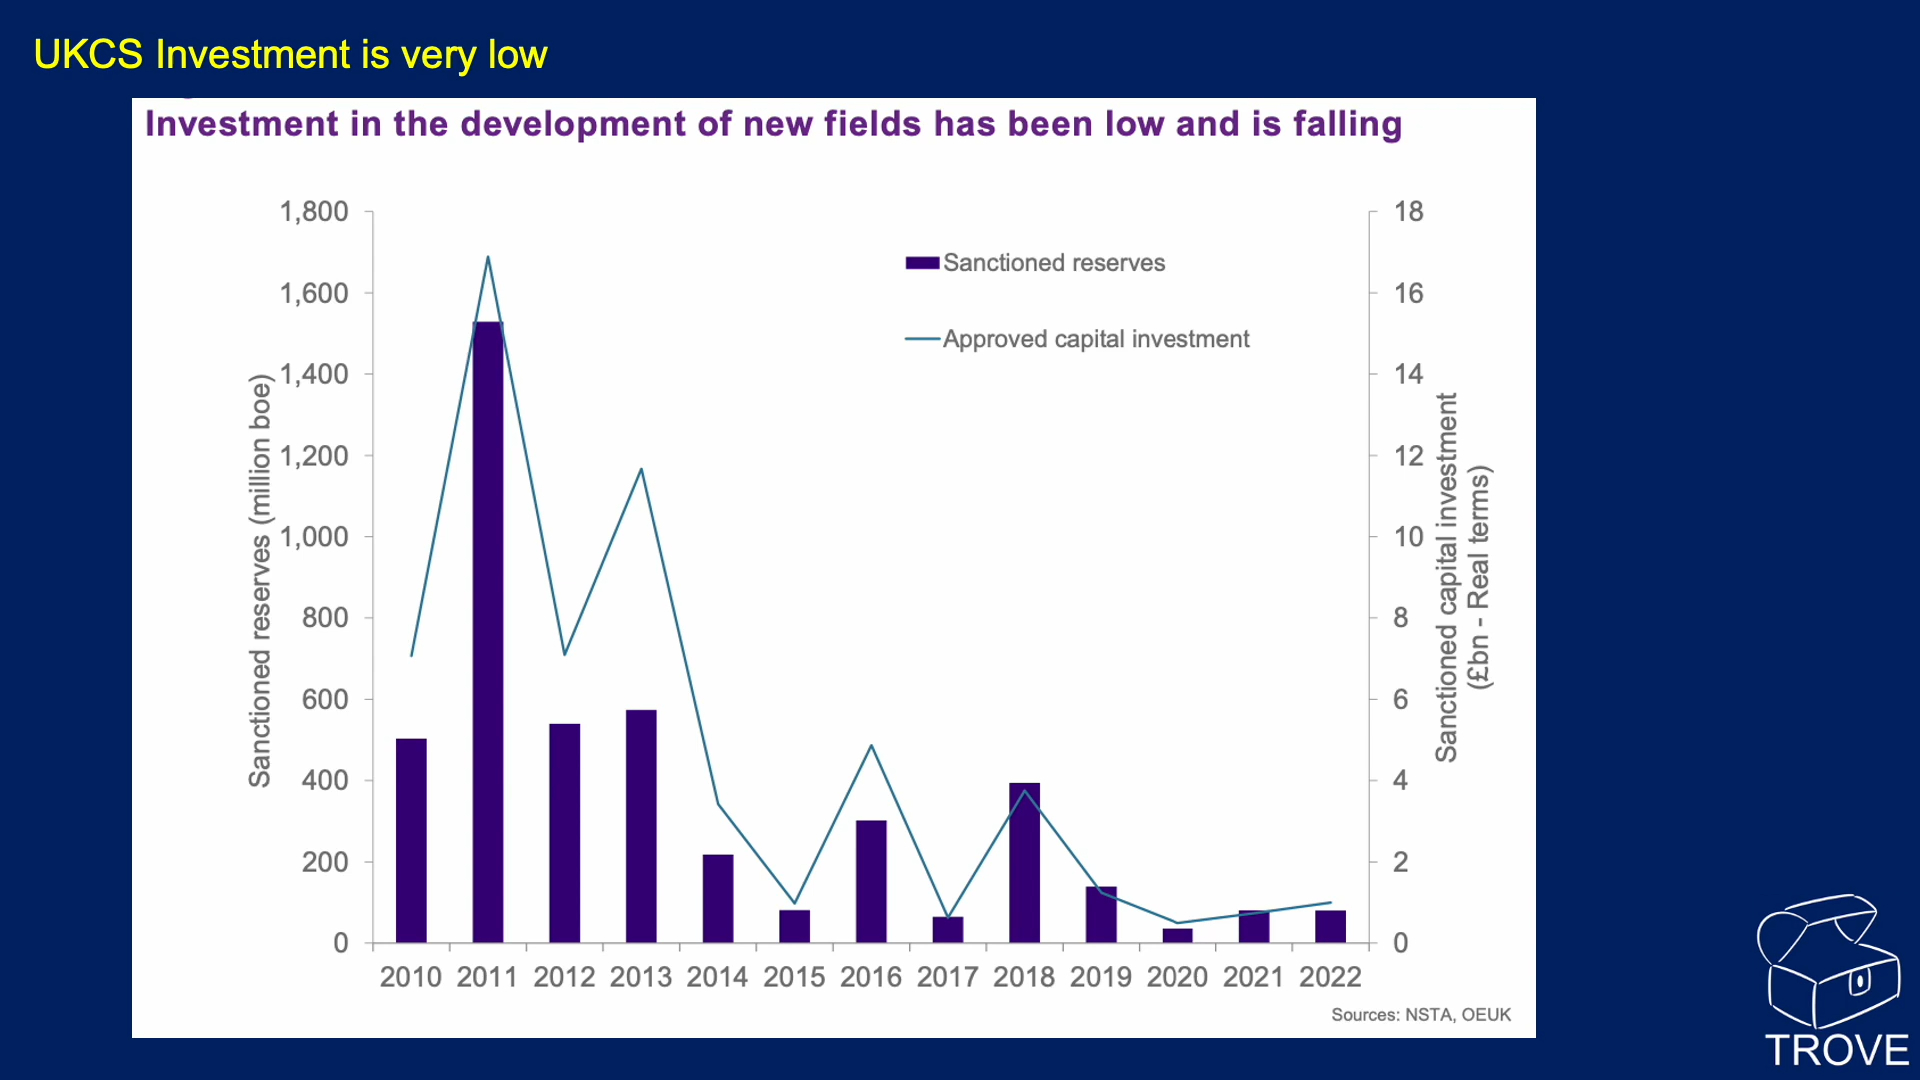 UKCS Investment is very low
Investment in the development of new fields has been low and is falling
1,800
1,600
1,400
1,200
1,000
800
600
400
200
0
Sanctioned reserves (million boe)
Sanctioned reserves
Approved capital investment
18
16
14
12
10
8
6
4
2
0
Sanctioned capital investment
(£bn - Real terms)
2010 2011 2012 2013 2014 2015 2016 2017 2018 2019 2020 2021 2022
Sources: NSTA, OEUK
TROVE